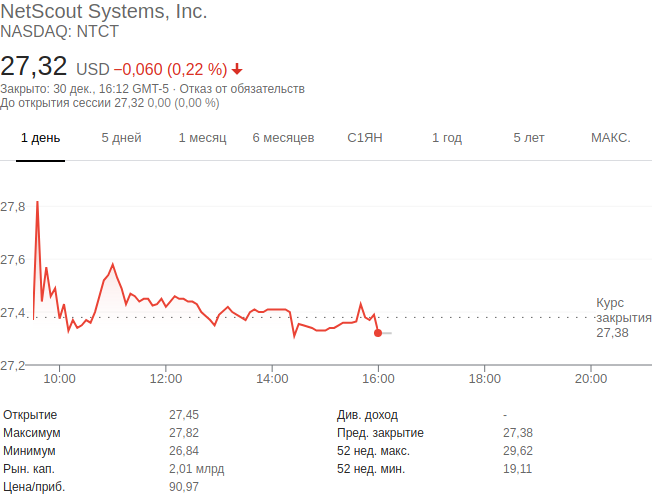 NetScout Systems, Inc.
NASDAQ: NTCT
27,32 USD −0,060 (0,22 %)
Закрыто: 30 дек., 16:12 GMT-5 · Отказ от обязательств
До открытия сессии 27,32 0,00 (0,00 %)
1 день 5 дней 1 месяц 6 месяцев С1ЯН 1 год 5 лет МАКС.
27,8
27,6
27,4
27,2
Курс
закрытия
27,38
10:00 12:00 14:00 16:00 18:00 20:00
Открытие 27,45 Див. доход -
Максимум 27,82 Пред. закрытие 27,38
Минимум 26,84 52 нед. макс. 29,62
Рын. кап. 2,01 млрд 52 нед. мин. 19,11
Цена/приб. 90,97